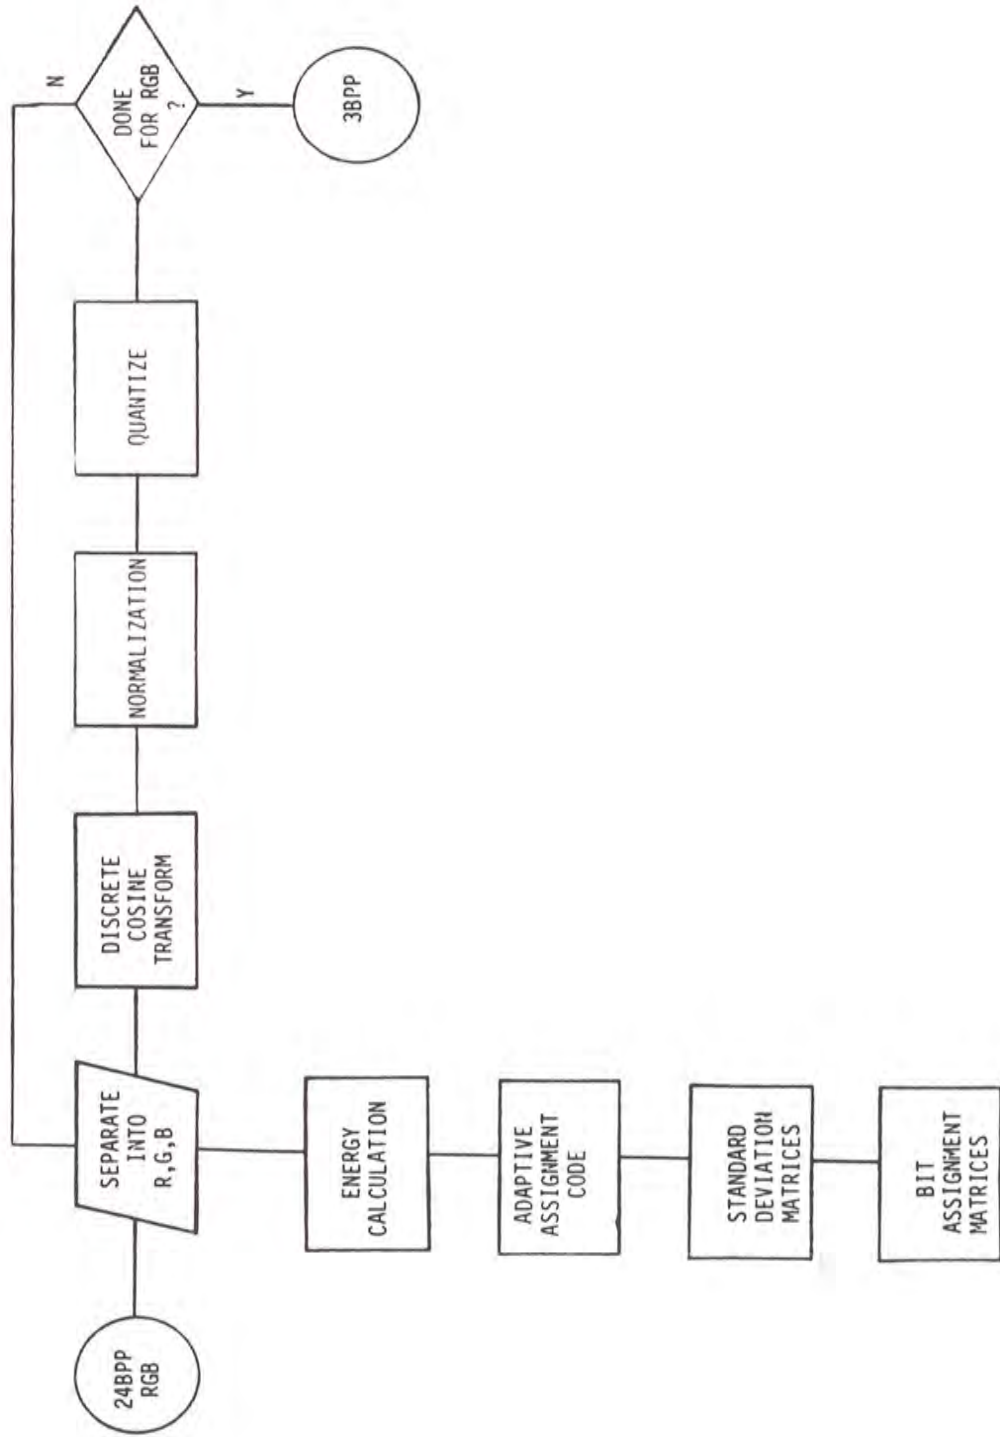 24BPP
RGB
SEPARATE
INTO
R,G,B
DISCRETE
COSINE
TRANSFORM
NORMALIZATION
QUANTIZE
DONE
FOR RGB
?
N
Y
3BPP
ENERGY
CALCULATION
ADAPTIVE
ASSIGNMENT
CODE
STANDARD
DEVIATION
MATRICES
BIT
ASSIGNMENT
MATRICES